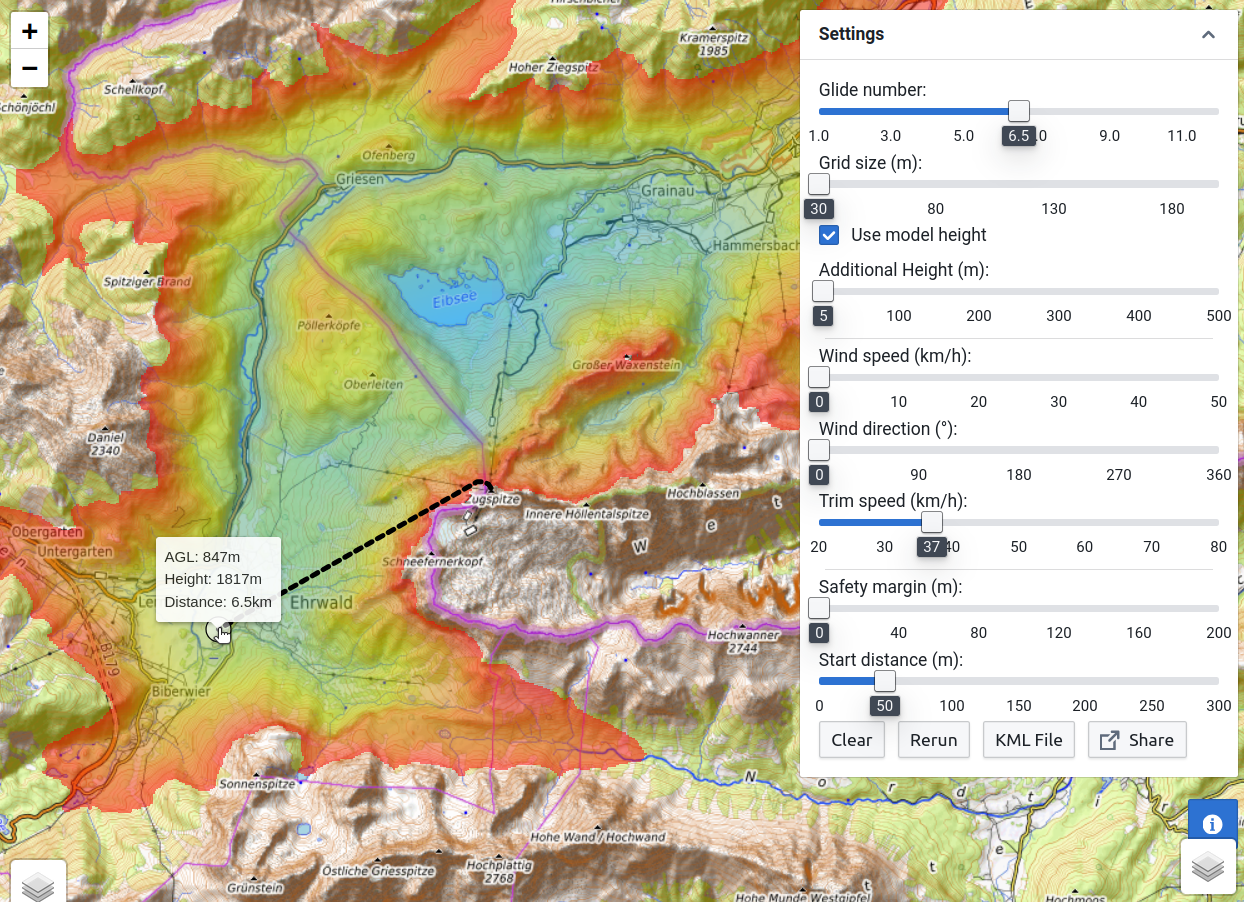 +
−
Hirschbichel
Kramerspitz
1985
Hoher Ziegspitz
Schellkopf
Schönjöchl
Ofenberg
Griesen
Grainau
Hammersbach
Spitziger Brand
Eibsee
Pöllerköpfe
Großer Waxenstein
Oberleiten
Daniel
2340
Zugspitze
Hochblassen
Innere Höllentalspitze
W
e
t
Obergarten
Untergarten
Schneefernerkopf
AGL: 847m
Height: 1817m
Distance: 6.5km
Le
Ehrwald
B179
Biberwier
Hochwanner
2744
Sonnenspitze
Hohe Wand / Hochwand
Östliche Griesspitze
Hochplattig
2768
Grünstein
Hohe Munde Westgipfel
Hochmoos
N
o
r
d
t
i
r
e
t
t
Settings
Glide number:
1.0 3.0 5.0 6.5 .0 9.0 11.0
Grid size (m):
30 80 130 180
Use model height
Additional Height (m):
5 100 200 300 400 500
Wind speed (km/h):
0 10 20 30 40 50
Wind direction (°):
0 90 180 270 360
Trim speed (km/h):
20 30 37 40 50 60 70 80
Safety margin (m):
0 40 80 120 160 200
Start distance (m):
0 50 100 150 200 250 300
Clear Rerun KML File Share